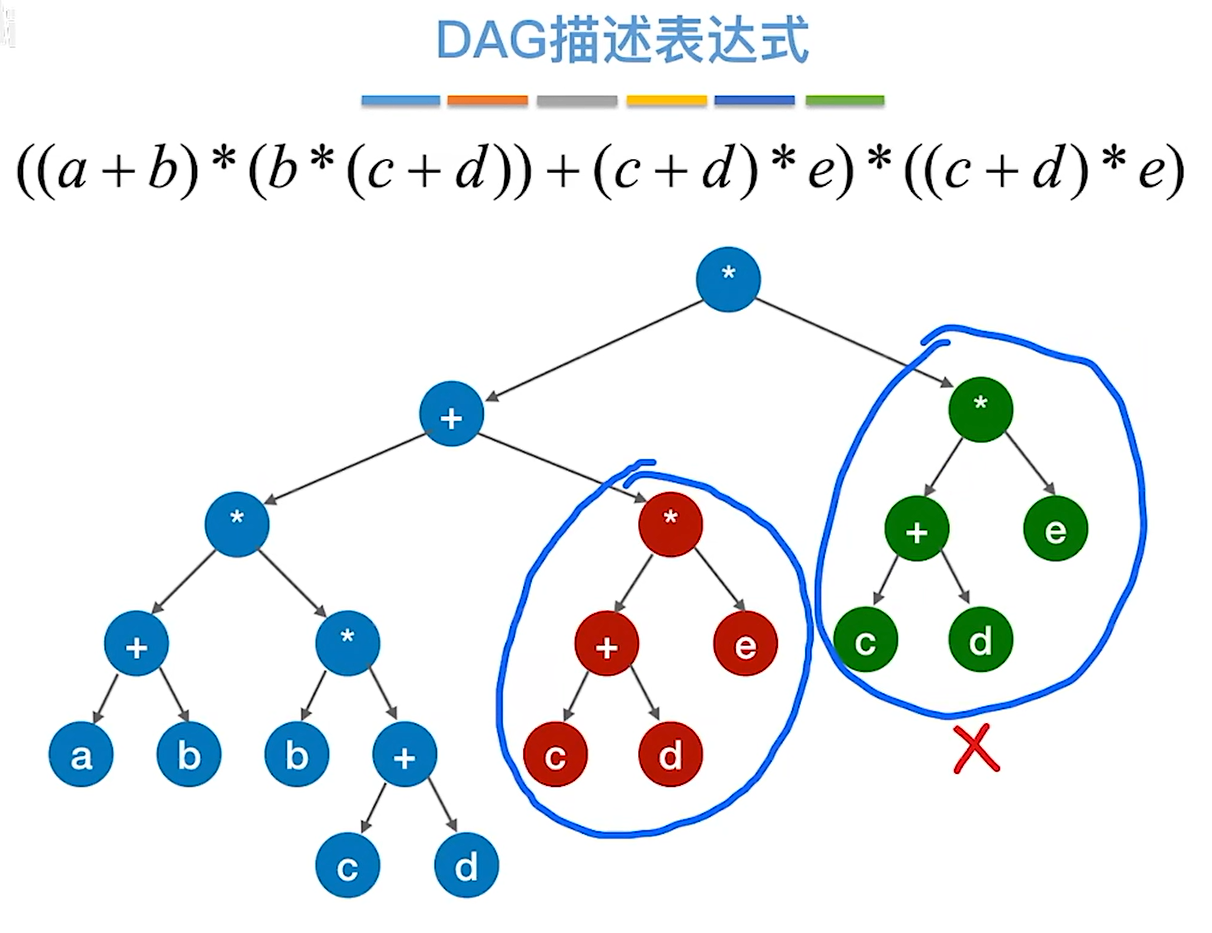 DAG描述表达式
((a+b)*(b*(c+d))+(c+d)*e)*((c+d)*e)
*
+ *
* * + e
+ * + e c d
a b b + c d
c d